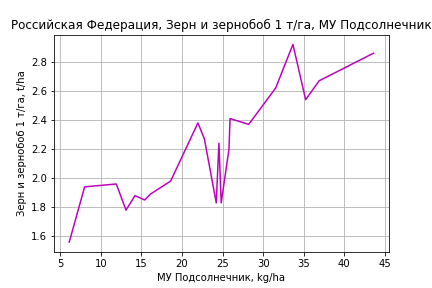 Российская Федерация, Зерн и зернобоб 1 т/га, МУ Подсолнечник
Зерн и зернобоб 1 т/га, t/ha
2.8
2.6
2.4
2.2
2.0
1.8
1.6
5 10 15 20 25 30 35 40 45
МУ Подсолнечник, kg/ha